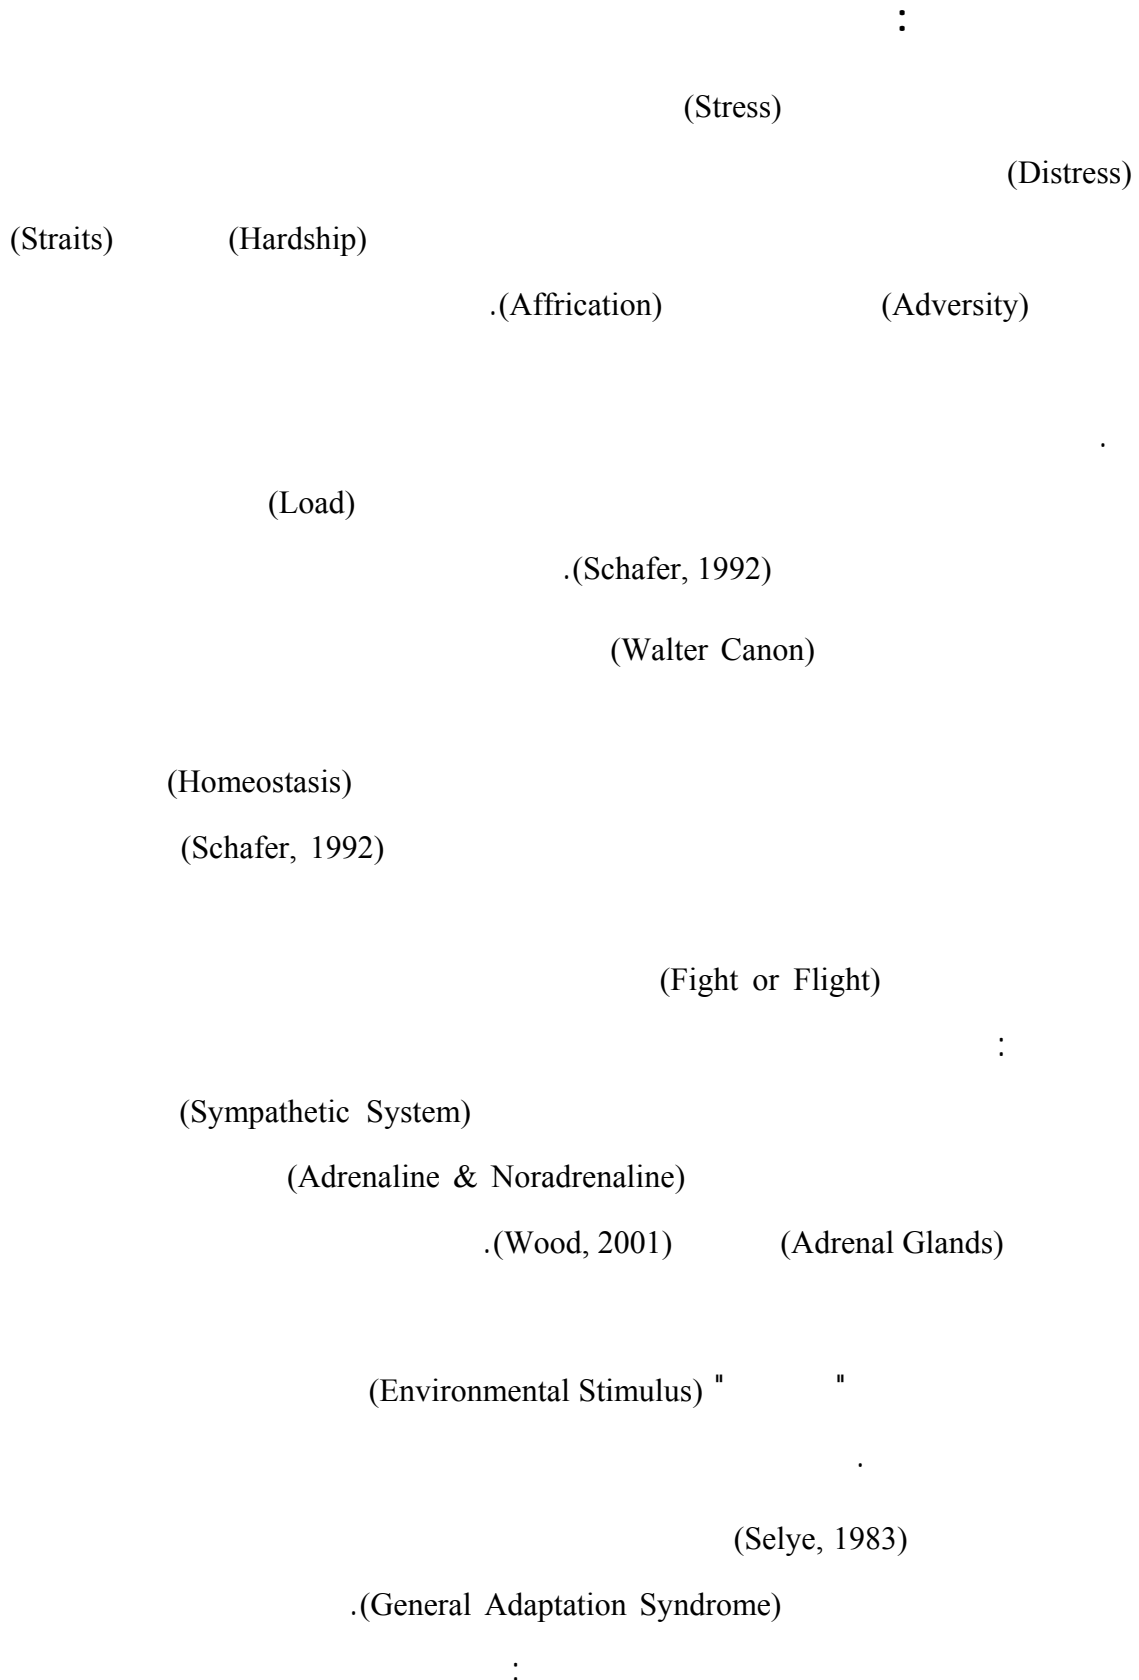 :
(Stress)
(Distress)
(Hardship) (Straits)
(Adversity) (Affrication).
.
(Load)
(Schafer, 1992).
(Walter Canon)
(Homeostasis)
(Schafer, 1992)
(Fight or Flight)
:
(Sympathetic System)
(Adrenaline & Noradrenaline)
(Adrenal Glands) (Wood, 2001).
" " (Environmental Stimulus)
.
(Selye, 1983)
(General Adaptation Syndrome).
: